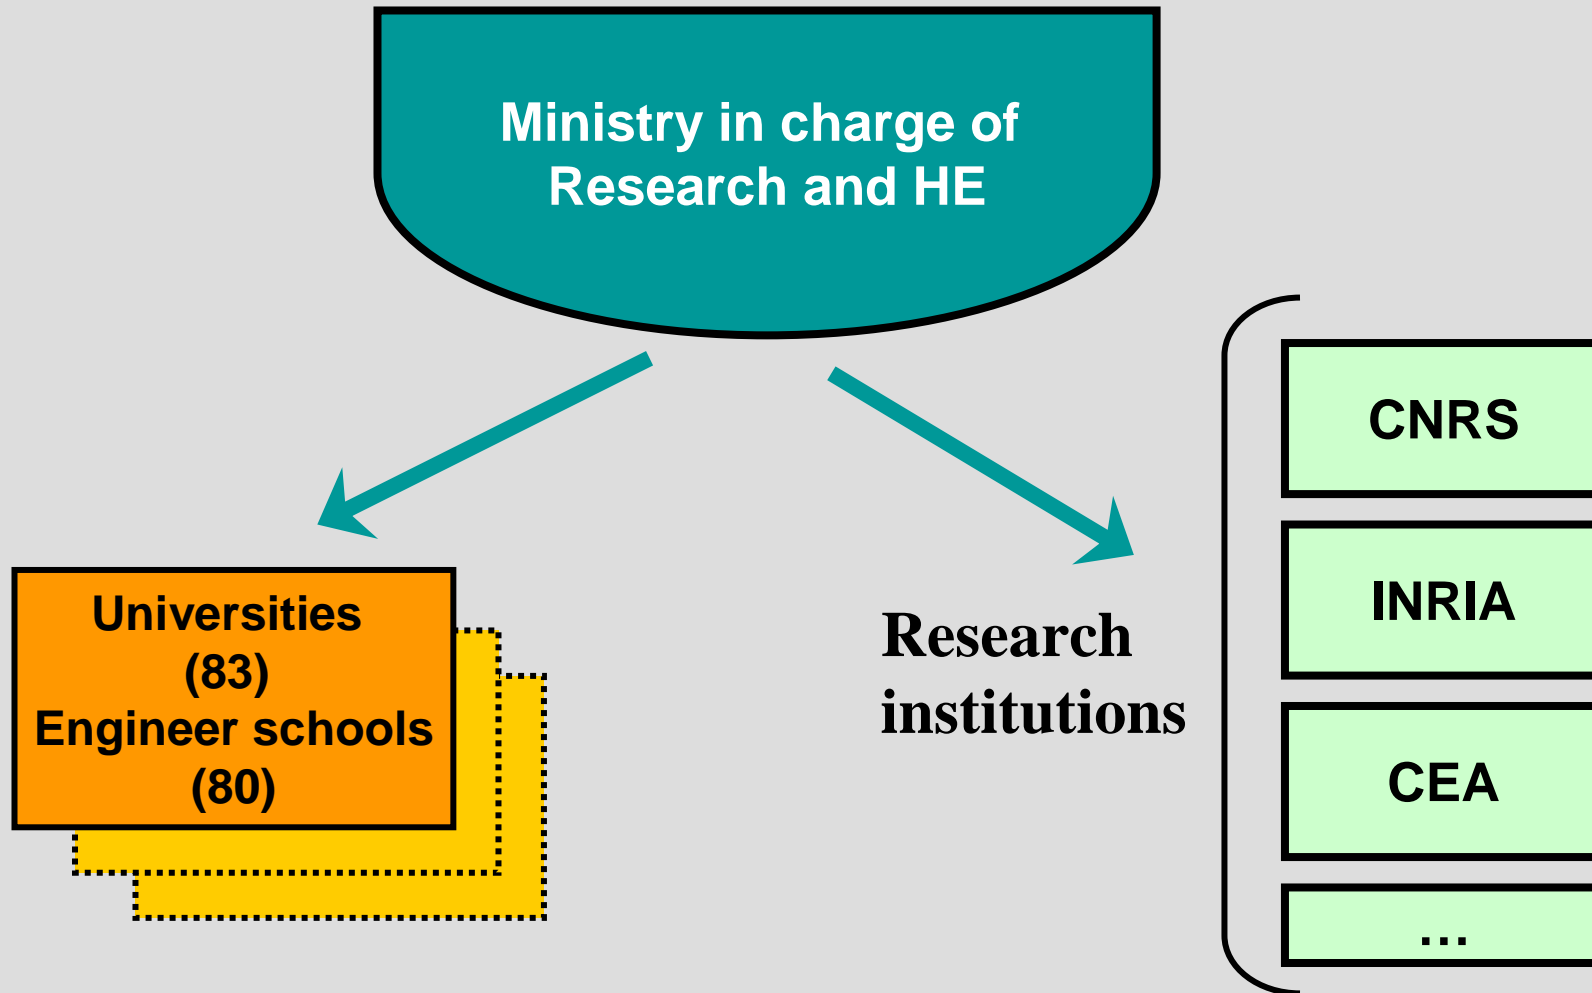 Ministry in charge of
Research and HE
Universities
(83)
Engineer schools
(80)
Research
institutions
CNRS
INRIA
CEA
…